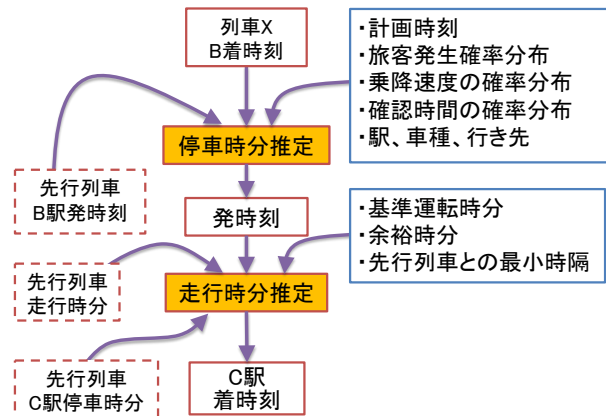 列車X
B着時刻
・計画時刻
・旅客発生確率分布
・乗降速度の確率分布
・確認時間の確率分布
・駅、車種、行き先
停車時分推定
先行列車
B駅発時刻
発時刻
・基準運転時分
・余裕時分
・先行列車との最小時隔
先行列車
走行時分
走行時分推定
先行列車
C駅停車時分
C駅
着時刻